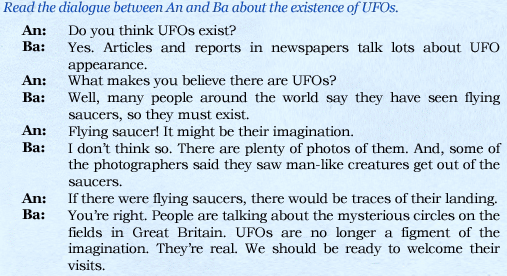 Read the dialogue between An and Ba about the existence of UFOs.
An: Do you think UFOs exist?
Ba: Yes. Articles and reports in newspapers talk lots about UFO
appearance.
An: What makes you believe there are UFOs?
Ba: Well, many people around the world say they have seen flying
saucers, so they must exist.
An: Flying saucer! It might be their imagination.
Ba: I don't think so. There are plenty of photos of them. And, some of
the photographers said they saw man-like creatures get out of the
saucers.
An: If there were flying saucers, there would be traces of their landing.
Ba: You're right. People are talking about the mysterious circles on the
fields in Great Britain. UFOs are no longer a figment of the
imagination. They're real. We should be ready to welcome their
visits.